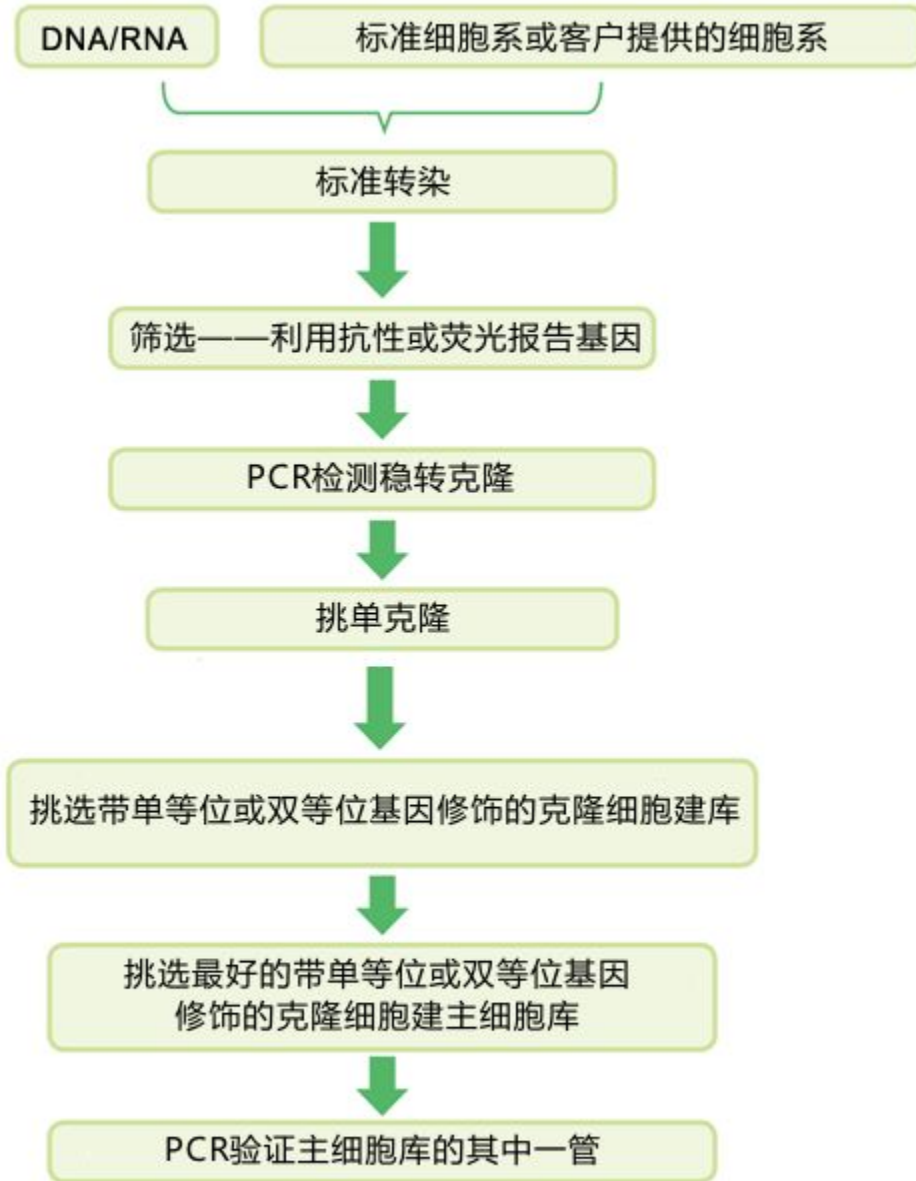 DNA/RNA
标准细胞系或客户提供的细胞系
标准转染
筛选——利用抗性或荧光报告基因
PCR检测稳转克隆
挑单克隆
挑选带单等位或双等位基因修饰的克隆细胞建库
挑选最好的带单等位或双等位基因
修饰的克隆细胞建主细胞库
PCR验证主细胞库的其中一管